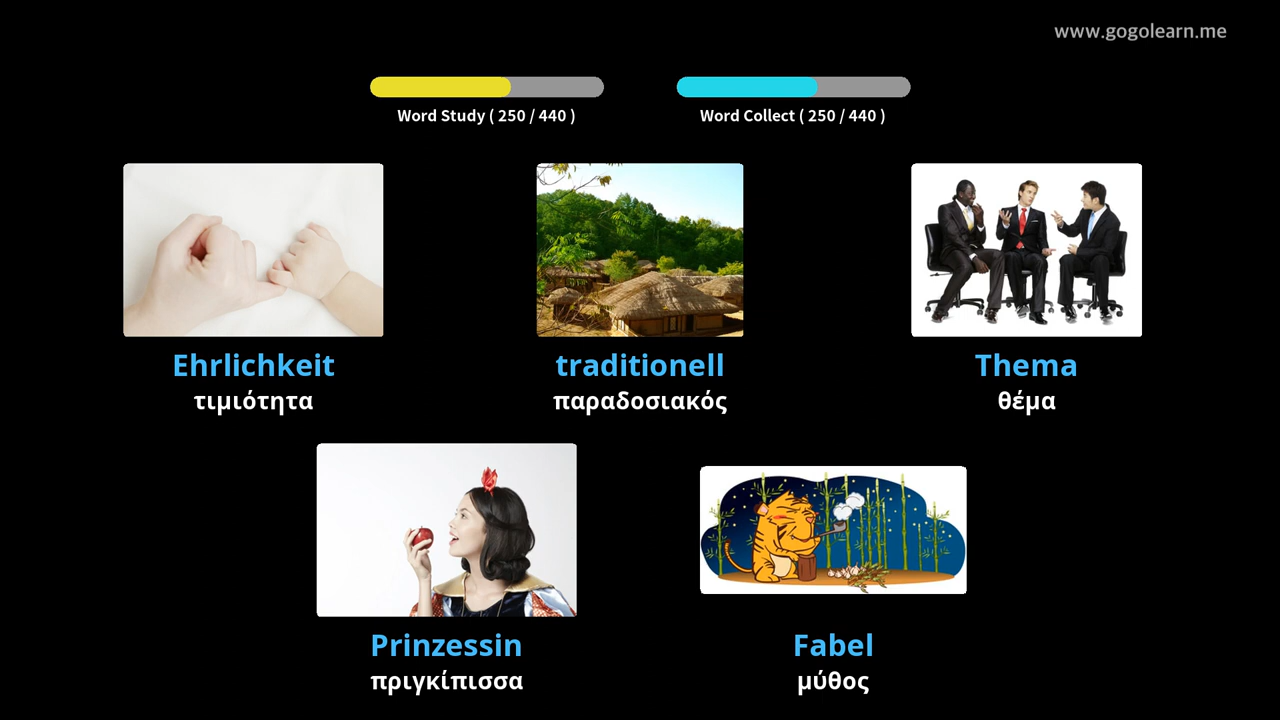 www.gogolearn.me
Word Study ( 250 / 440 )
Word Collect ( 250 / 440 )
Ehrlichkeit
τιμιότητα
traditionell
παραδοσιακός
Thema
θέμα
Prinzessin
πριγκίπισσα
Fabel
μύθος